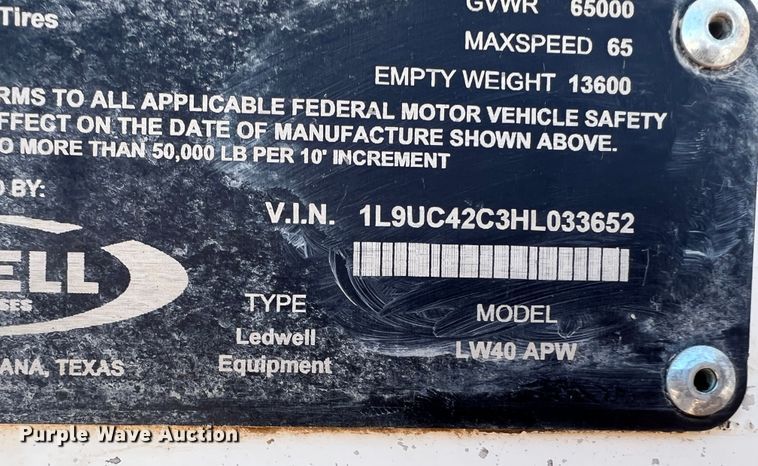 Tires
GVWR 65000
MAXSPEED 65
EMPTY WEIGHT 13600
RMS TO ALL APPLICABLE FEDERAL MOTOR VEHICLE SAFETY
FFECT ON THE DATE OF MANUFACTURE SHOWN ABOVE.
O MORE THAN 50,000 LB PER 10' INCREMENT
D BY:
V.I.N. 1L9UC42C3HL033652
ELL
TYPE
Ledwell
Equipment
MODEL
LW40 APW
ANA, TEXAS
Purple Wave Auction